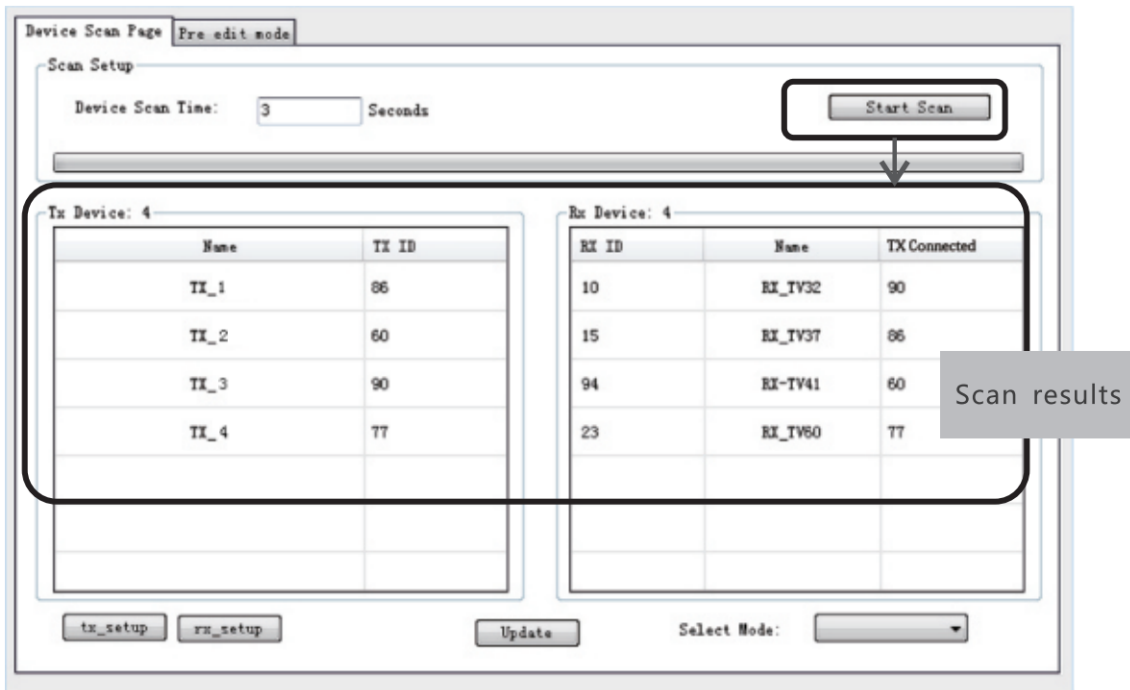 Device Scan Page Pre edit mode
Scan Setup
Device Scan Time: 3 Seconds Start Scan
Tx Device: 4
Name TX ID
TX_1 86
TX_2 60
TX_3 90
TX_4 77
Rx Device: 4
RX ID Name TX Connected
10 RX_TV32 90
15 RX_TV37 86
94 RX-TV41 60
23 RX_TV60 77
Scan results
tx_setup rx_setup Update Select Mode: